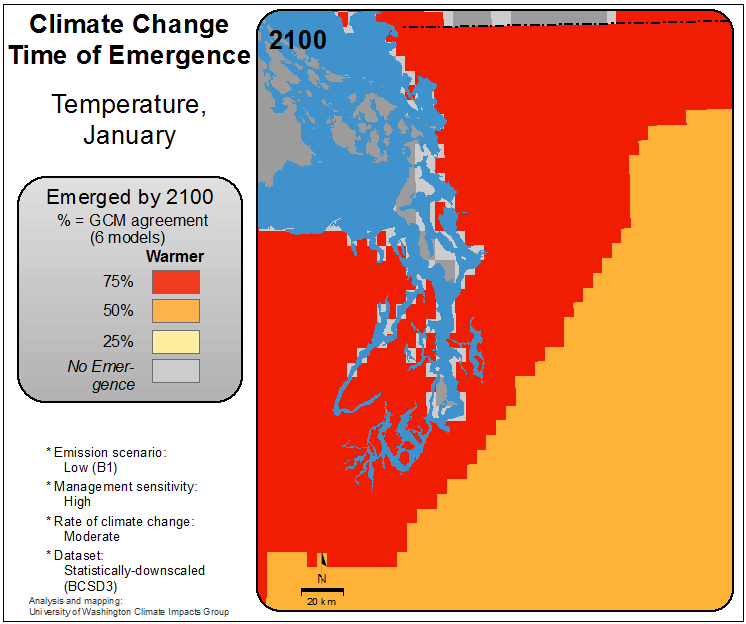 Climate Change
Time of Emergence
Temperature,
January
Emerged by 2100
% = GCM agreement
(6 models)
Warmer
75%
50%
25%
No Emer-
gence
* Emission scenario:
Low (B1)
* Management sensitivity:
High
* Rate of climate change:
Moderate
* Dataset:
Statistically-downscaled
(BCSD3)
Analysis and mapping:
University of Washington Climate Impacts Group
2100
N
20 km